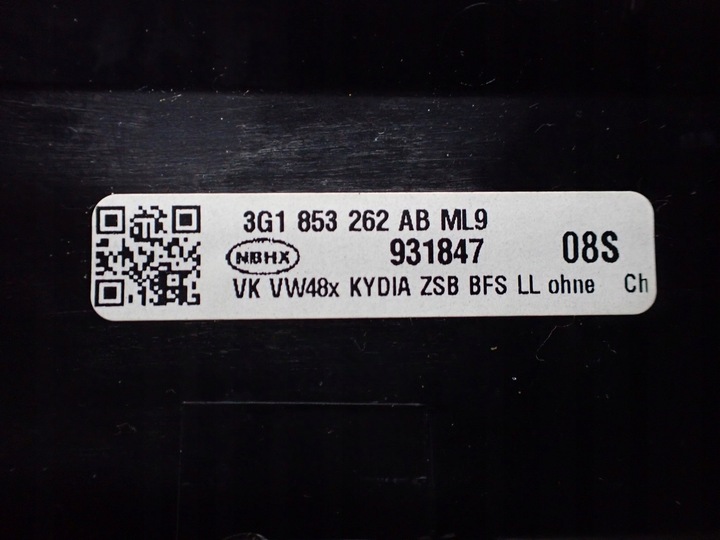 3G1 853 262 AB ML9
NBHX 931847 08S
VK VW48x KYDIA ZSB BFS LL ohne Ch